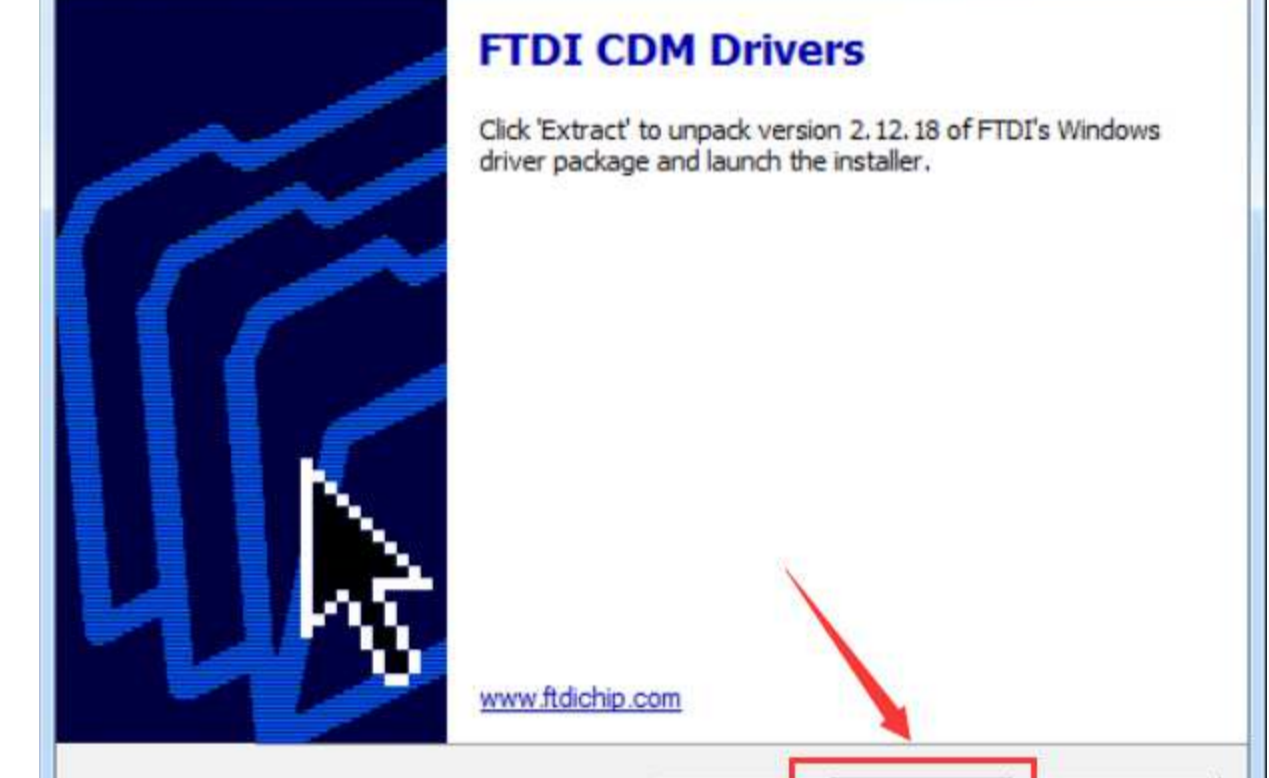 FTDI CDM Drivers
Click 'Extract' to unpack version 2.12.18 of FTDI's Windows
driver package and launch the installer.
www.ftdichip.com